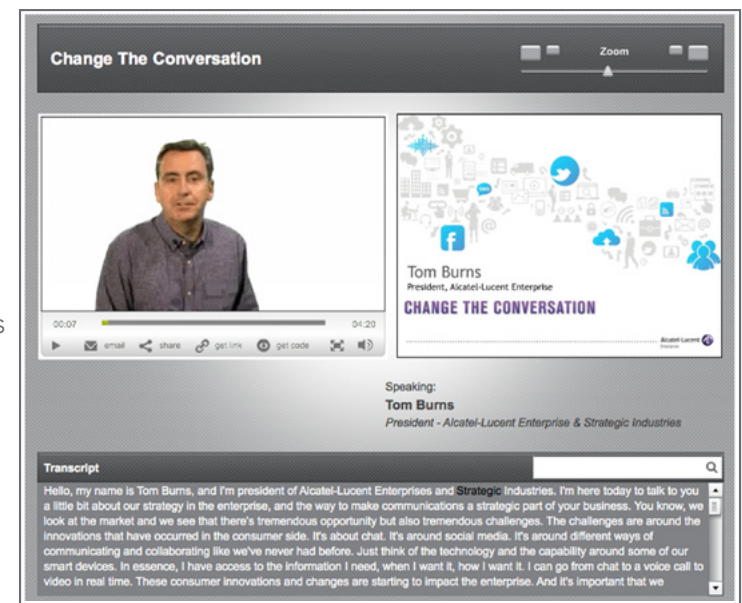 Change The Conversation
Zoom
Tom Burns
President, Alcatel-Lucent Enterprise
CHANGE THE CONVERSATION
Alcatel-Lucent
Enterprise
00:07
04:20
email
share
get link
get code
s
Speaking:
Tom Burns
President - Alcatel-Lucent Enterprise & Strategic Industries
Transcript
Hello, my name is Tom Burns, and I'm president of Alcatel-Lucent Enterprises and Strategic Industries. I'm here today to talk to you
a little bit about our strategy in the enterprise, and the way to make communications a strategic part of your business. You know, we
look at the market and we see that there's tremendous opportunity but also tremendous challenges. The challenges are around the
innovations that have occurred in the consumer side. It's about chat. It's around social media. It's around different ways of
communicating and collaborating like we've never had before. Just think of the technology and the capability around some of our
smart devices. In essence, I have access to the information I need, when I want it, how I want it. I can go from chat to a voice call to
video in real time. These consumer innovations and changes are starting to impact the enterprise. And it's important that we